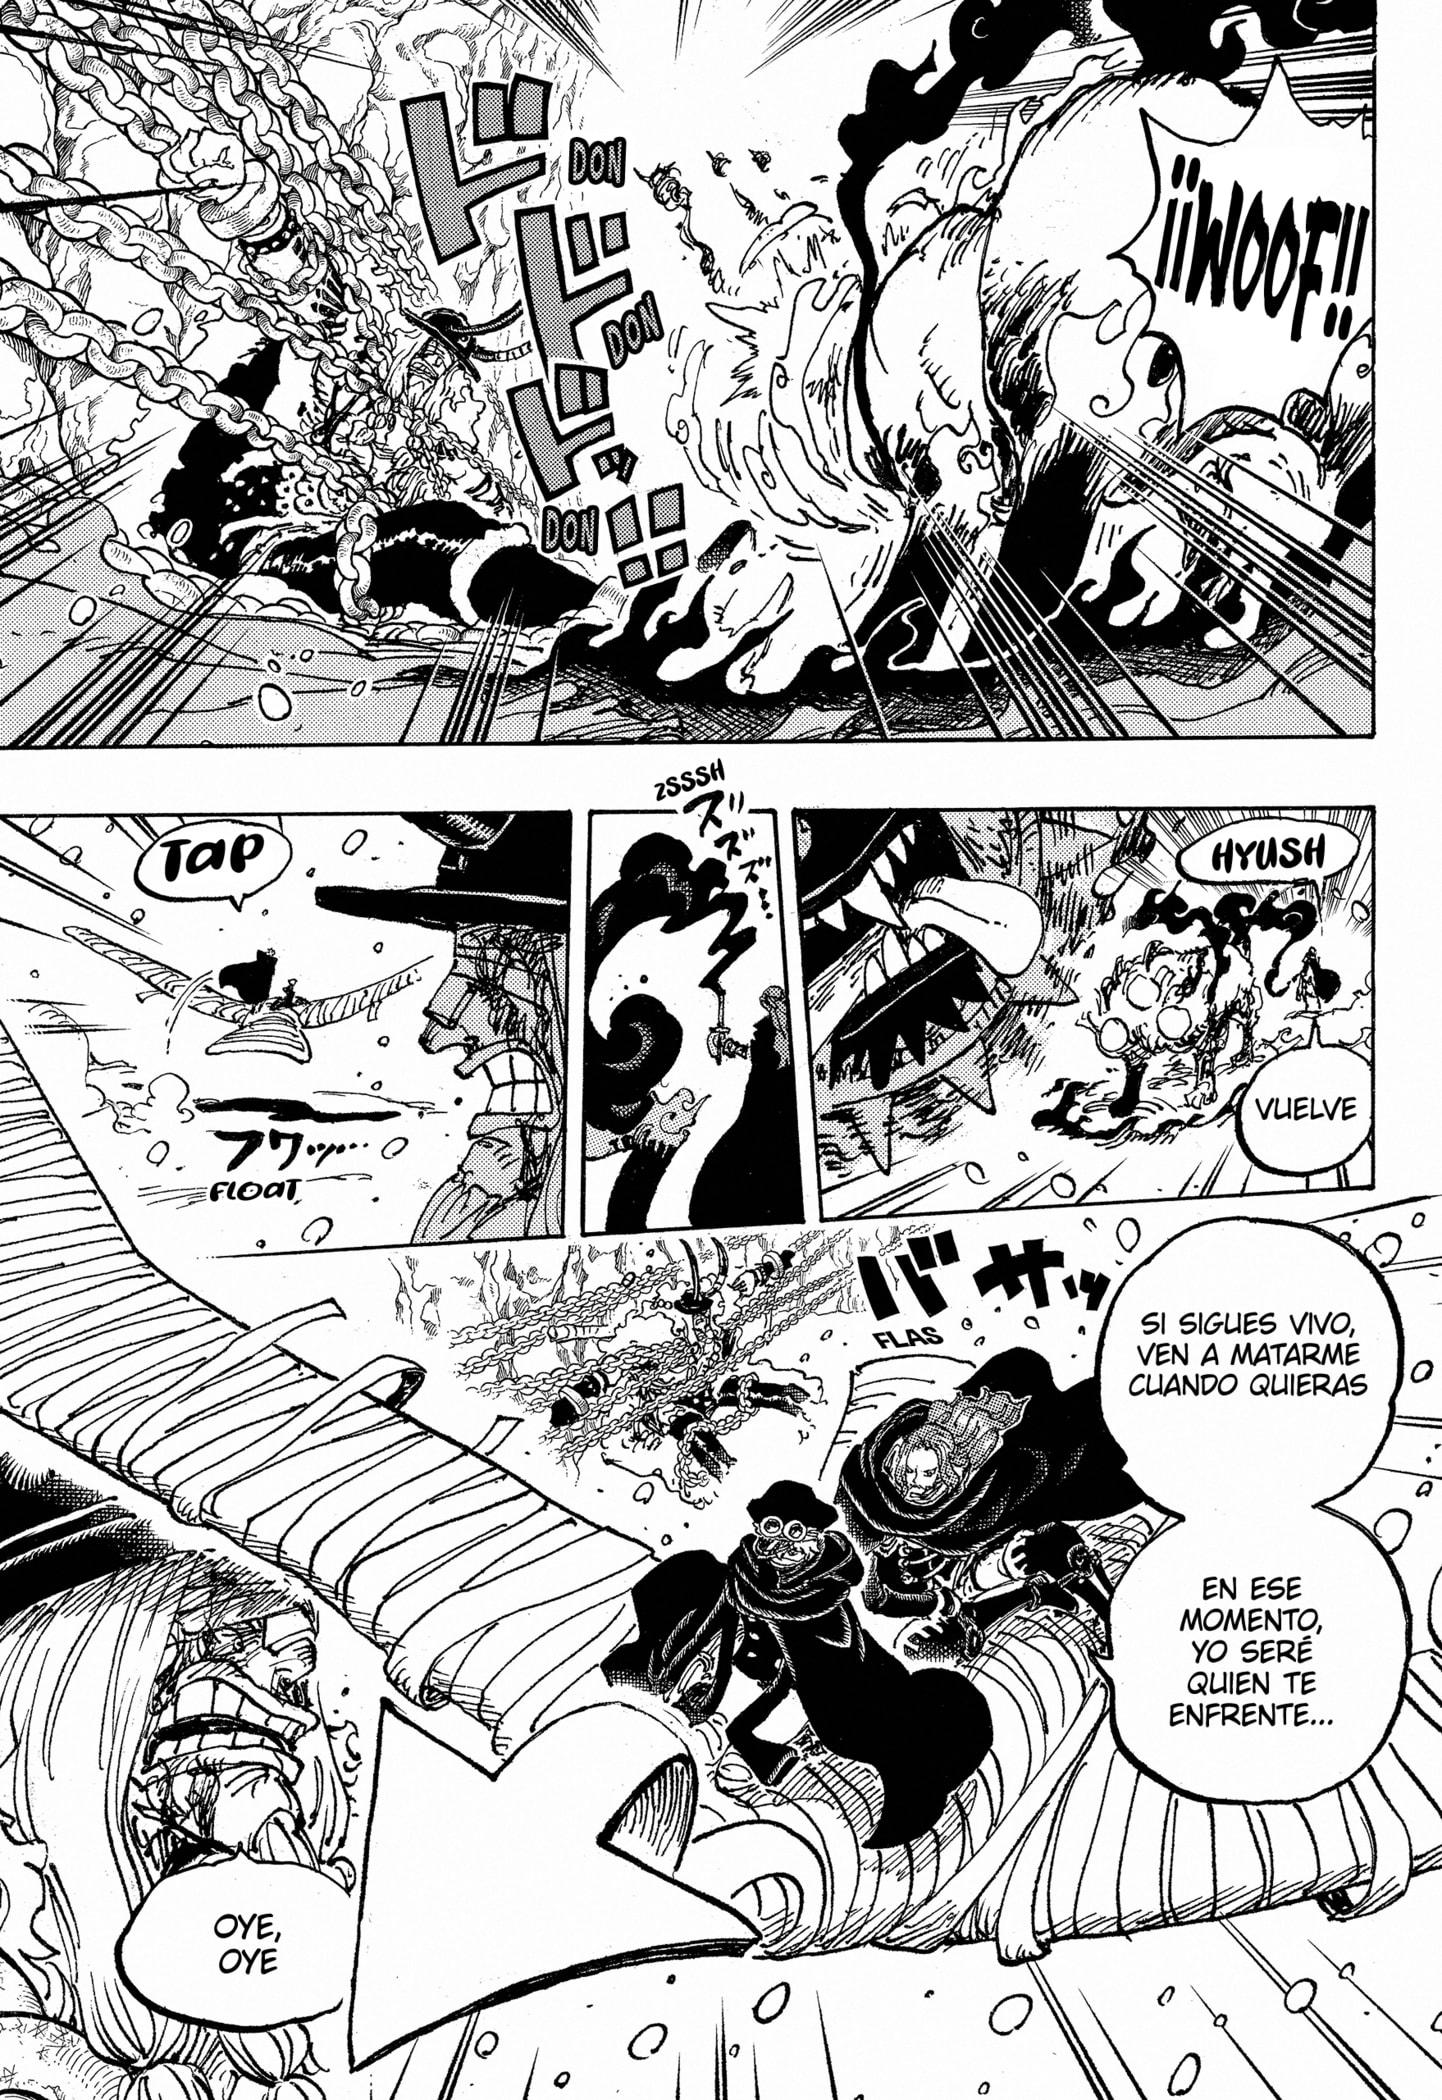 ¡¡WOOF!!
ドドドドッ!!
DON
DON
DON
HYUSH
VUELVE
ZSSSH
ズズズ...
TAP
フワッ...
FLOAT
バサッ
FLAS
SI SIGUES VIVO,
VEN A MATARME
CUANDO QUIERAS
EN ESE
MOMENTO,
YO SERÉ
QUIEN TE
ENFRENTE...
OYE,
OYE